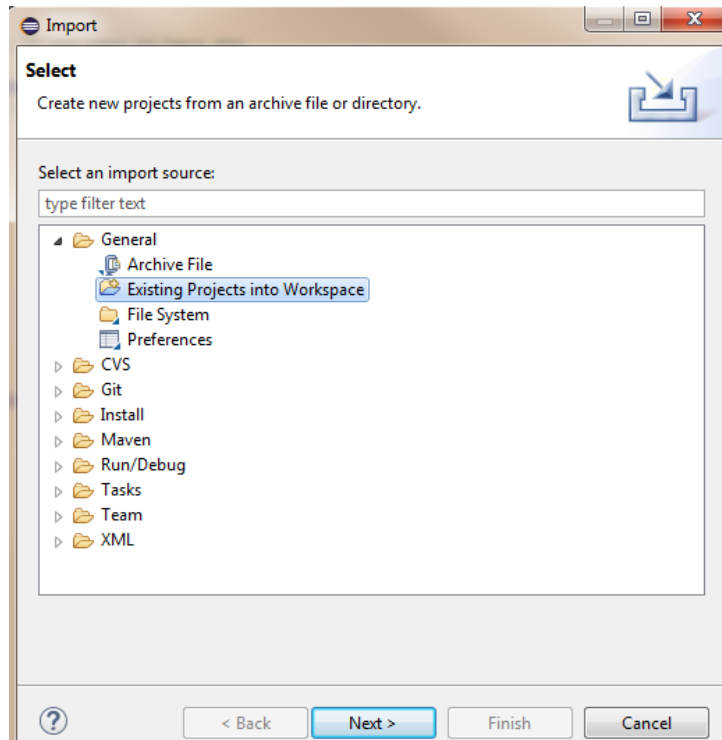 Import
Select
Create new projects from an archive file or directory.
Select an import source:
type filter text
General
Archive File
Existing Projects into Workspace
File System
Preferences
CVS
Git
Install
Maven
Run/Debug
Tasks
Team
XML
? < Back Next > Finish Cancel